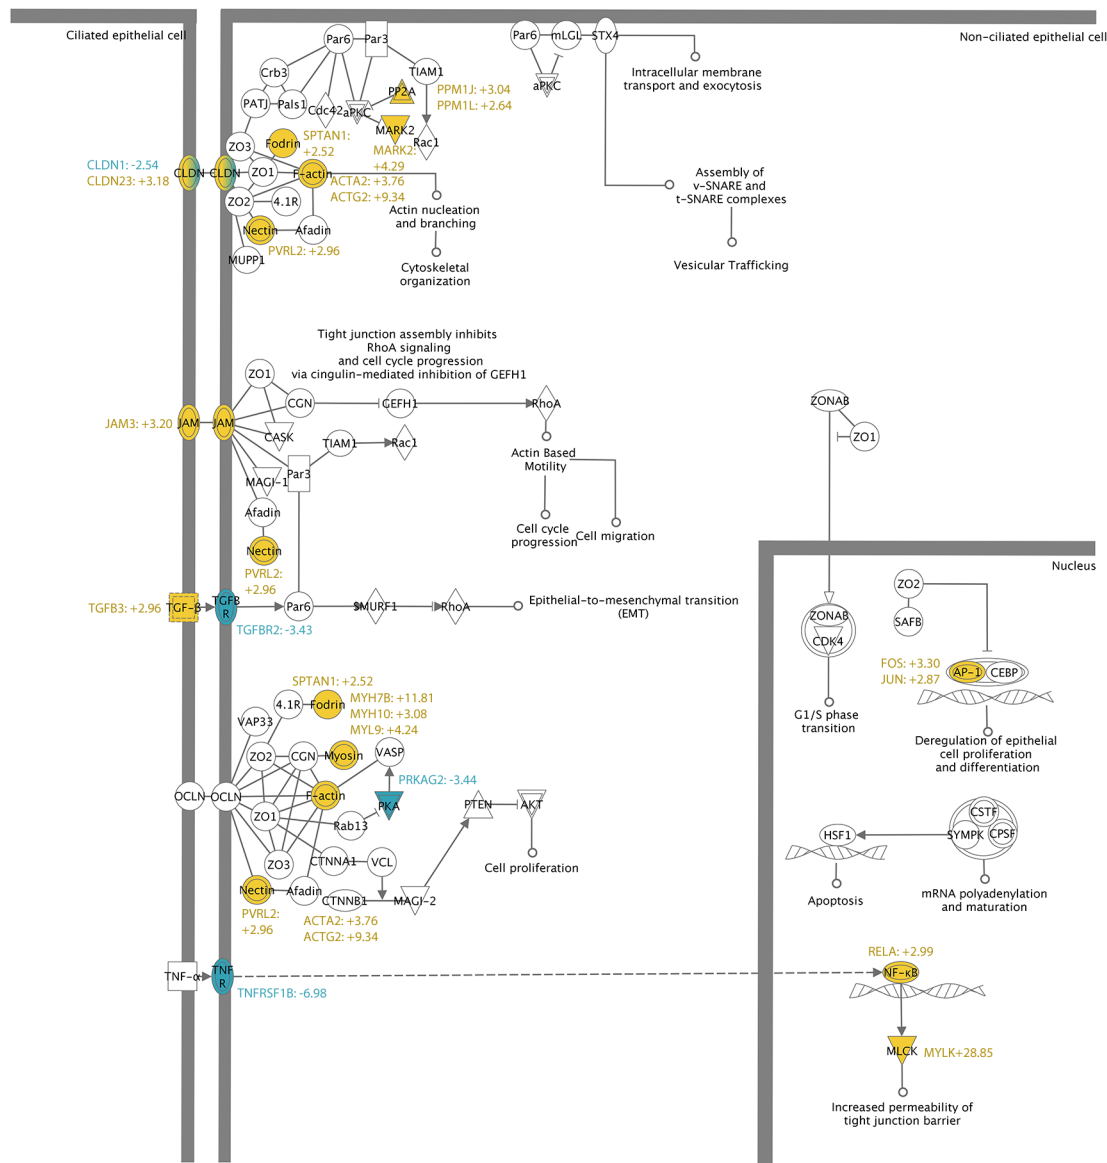 Ciliated epithelial cell
Non-ciliated epithelial cell
Par6
Par3
Crb3
TIAM1
PATJ
Pals1
Cdc42
aPKC
PP2A
PPM1J: +3.04
PPM1L: +2.64
MARK2
Rac1
MARK2:
+4.29
ZO3
Fodrin
SPTAN1:
+2.52
CLDN1: -2.54
CLDN23: +3.18
CLDN
CLDN
ZO1
F-actin
ACTA2: +3.76
ACTG2: +9.34
ZO2
4.1R
Nectin
Afadin
PVRL2: +2.96
MUPP1
Actin nucleation
and branching
Cytoskeletal
organization
Par6
mLGL
STX4
aPKC
Intracellular membrane
transport and exocytosis
Assembly of
v-SNARE and
t-SNARE complexes
Vesicular Trafficking
Tight junction assembly inhibits
RhoA signaling
and cell cycle progression
via cingulin-mediated inhibition of GEFH1
ZO1
CGN
GEFH1
RhoA
JAM3: +3.20
JAM
JAM
CASK
TIAM1
Rac1
MAGI-1
Par3
Afadin
Nectin
PVRL2:
+2.96
Actin Based
Motility
Cell cycle
progression
Cell migration
TGFB3: +2.96
TGF-β
TGFB
R
TGFBR2: -3.43
Par6
SMURF1
RhoA
Epithelial-to-mesenchymal transition
(EMT)
ZONAB
ZO1
Nucleus
ZONAB
CDK4
G1/S phase
transition
ZO2
SAFB
FOS: +3.30
JUN: +2.87
AP-1
CEBP
Deregulation of epithelial
cell proliferation
and differentiation
SPTAN1: +2.52
4.1R
Fodrin
MYH7B: +11.81
MYH10: +3.08
MYL9: +4.24
VAP33
ZO2
CGN
Myosin
VASP
PRKAG2: -3.44
OCLN
OCLN
F-actin
PKA
ZO1
Rab13
PTEN
AKT
ZO3
CTNNA1
VCL
Cell proliferation
Nectin
Afadin
CTNNB1
MAGI-2
PVRL2:
+2.96
ACTA2: +3.76
ACTG2: +9.34
HSF1
CSTF
SYMPK
CPSF
Apoptosis
mRNA polyadenylation
and maturation
TNF-α
TNF
R
TNFRSF1B: -6.98
RELA: +2.99
NF-κB
MLCK
MYLK+28.85
Increased permeability of
tight junction barrier